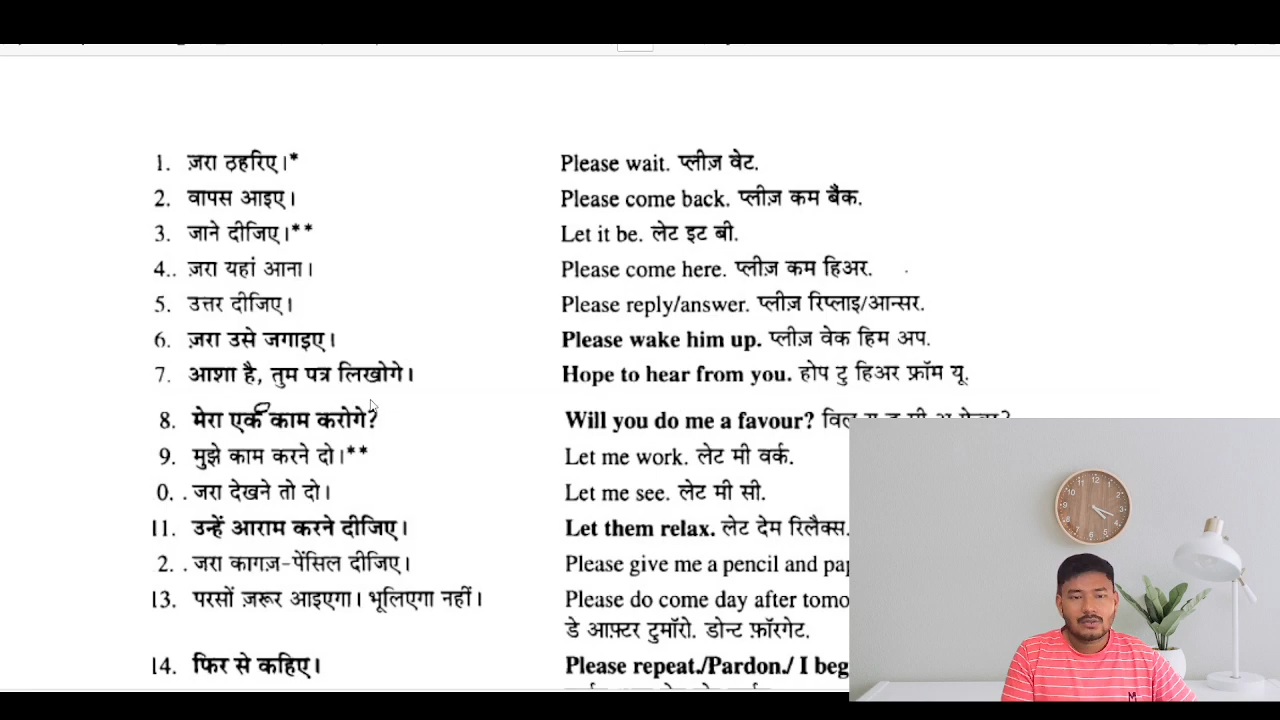 1. ज़रा ठहरिए।* Please wait. प्लीज़ वेट.
2. वापस आइए। Please come back. प्लीज़ कम बैक.
3. जाने दीजिए।** Let it be. लेट इट बी.
4.. ज़रा यहां आना। Please come here. प्लीज़ कम हिअर.
5. उत्तर दीजिए। Please reply/answer. प्लीज़ रिप्लाइ/आन्सर.
6. ज़रा उसे जगाइए। Please wake him up. प्लीज़ वेक हिम अप.
7. आशा है, तुम पत्र लिखोगे। Hope to hear from you. होप टु हिअर फ्रॉम यू.
8. मेरा एक काम करोगे? Will you do me a favour?
9. मुझे काम करने दो।** Let me work. लेट मी वर्क.
0. . जरा देखने तो दो। Let me see. लेट मी सी.
11. उन्हें आराम करने दीजिए। Let them relax. लेट देम रिलैक्स.
2. . जरा कागज़-पेंसिल दीजिए। Please give me a pencil and pap
13. परसों ज़रूर आइएगा। भूलिएगा नहीं। Please do come day after tomo
डे आफ़्टर टुमॉरो. डोन्ट फ़ॉरगेट.
14. फिर से कहिए। Please repeat./Pardon./ I beg